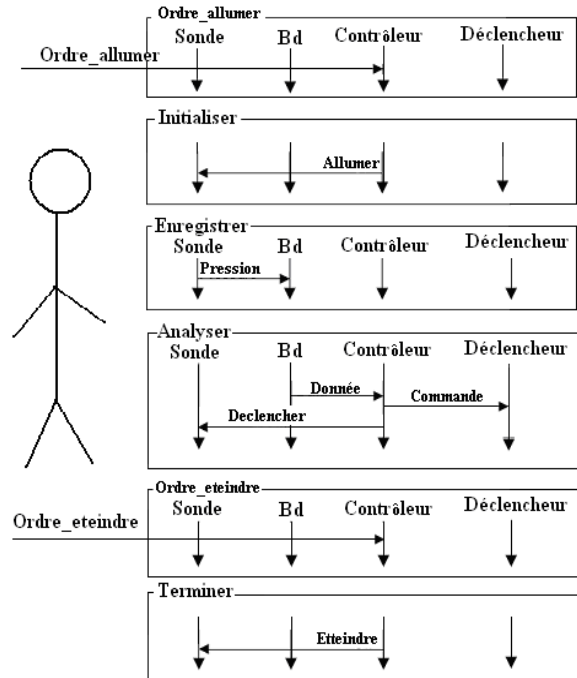 Ordre_allumer
Sonde Bd Contrôleur Déclencheur
Ordre_allumer
Initialiser
Allumer
Enregistrer
Sonde Bd Contrôleur Déclencheur
Pression
Analyser
Sonde Bd Contrôleur Déclencheur
Donnée Commande
Declencher
Ordre_eteindre
Sonde Bd Contrôleur Déclencheur
Ordre_eteindre
Terminer
Etteindre